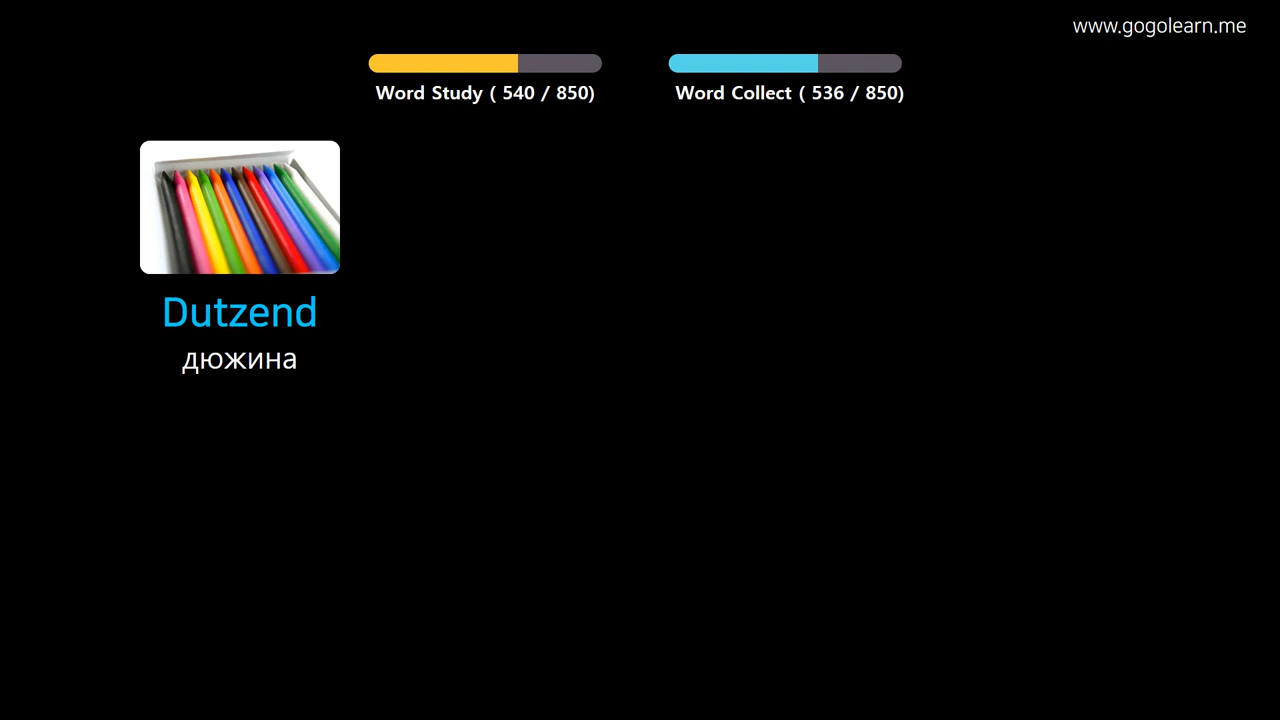 www.gogolearn.me
Word Study ( 540 / 850)
Word Collect ( 536 / 850)
Dutzend
дюжина